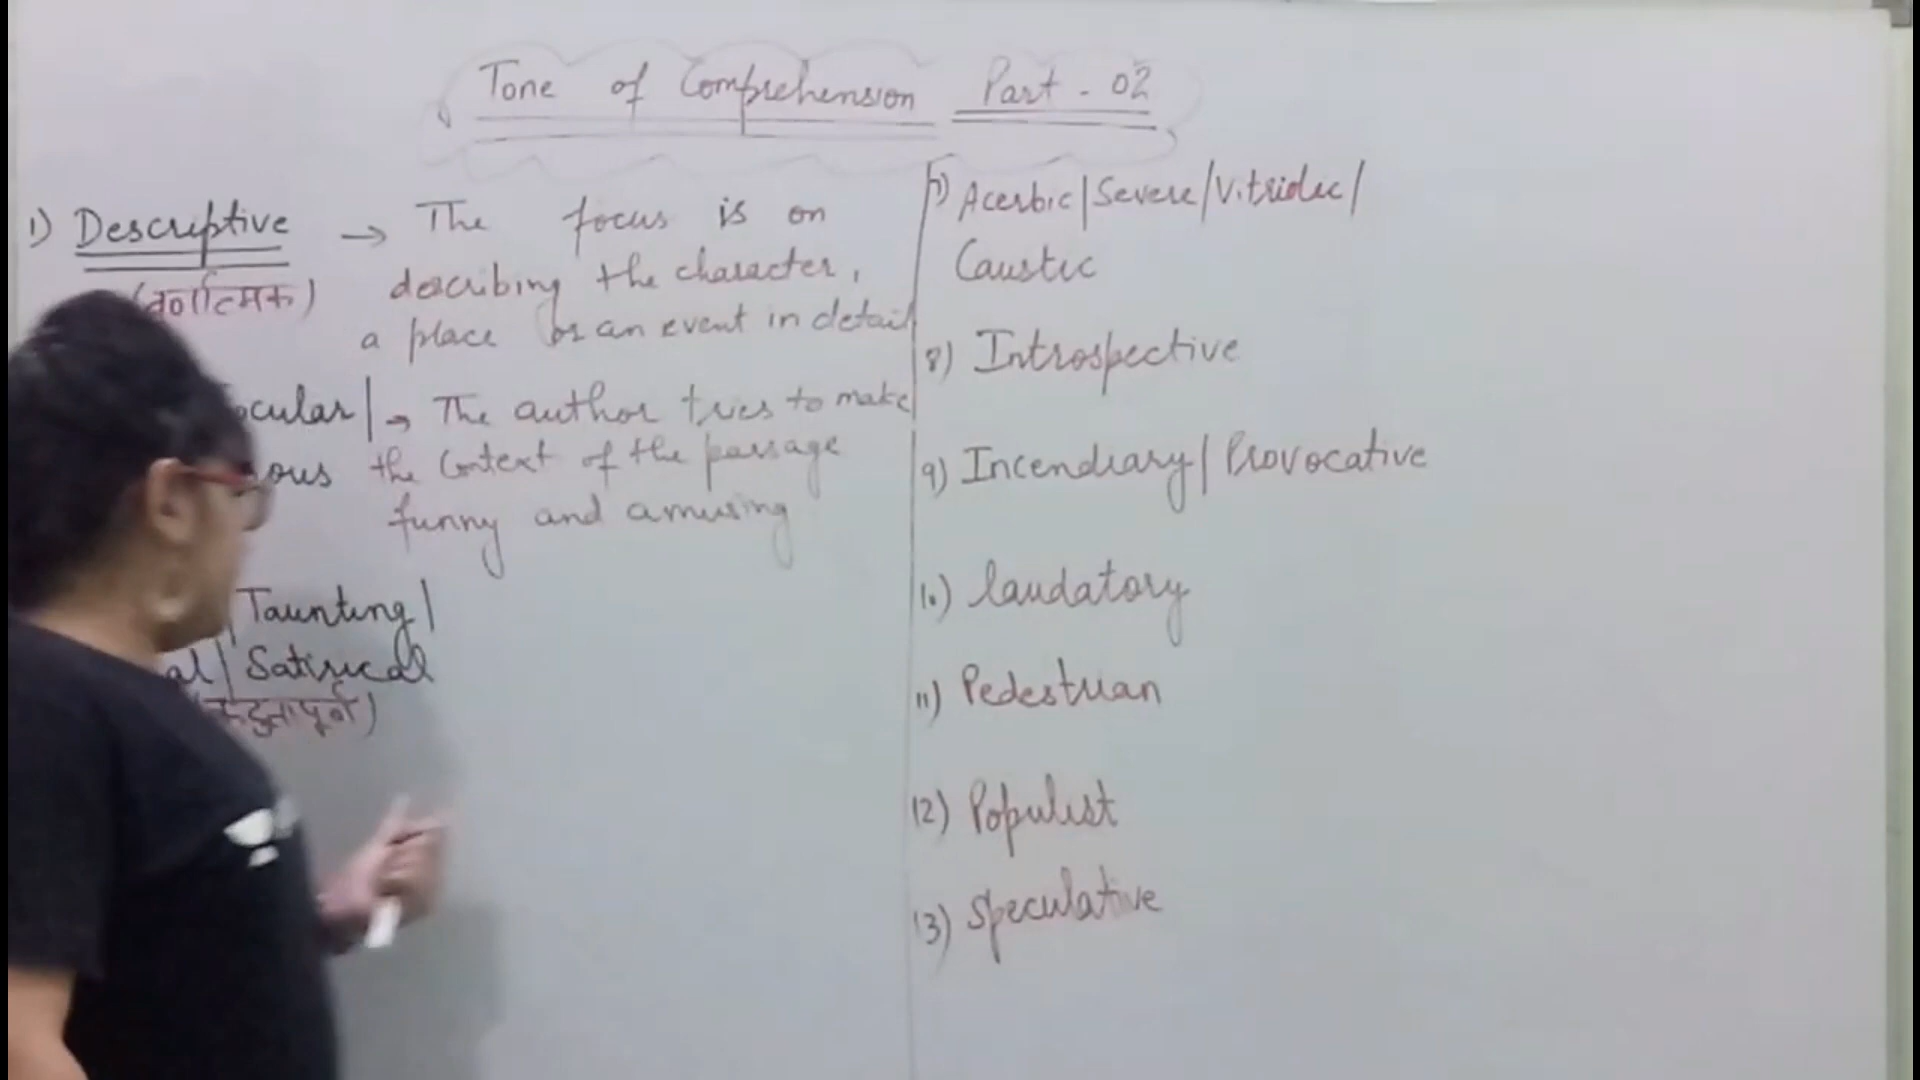 Tone of Comprehension Part - 02
1) Descriptive → The focus is on
describing the character,
a place or an event in detail
ocular | → The author tries to make
ous the Context of the passage
funny and amusing
Taunting |
al | Satirical
7) Acerbic | Severe | Vitriolic |
Caustic
8) Introspective
9) Incendiary | Provocative
10.) laudatory
11) Pedestrian
12) Populist
13) Speculative